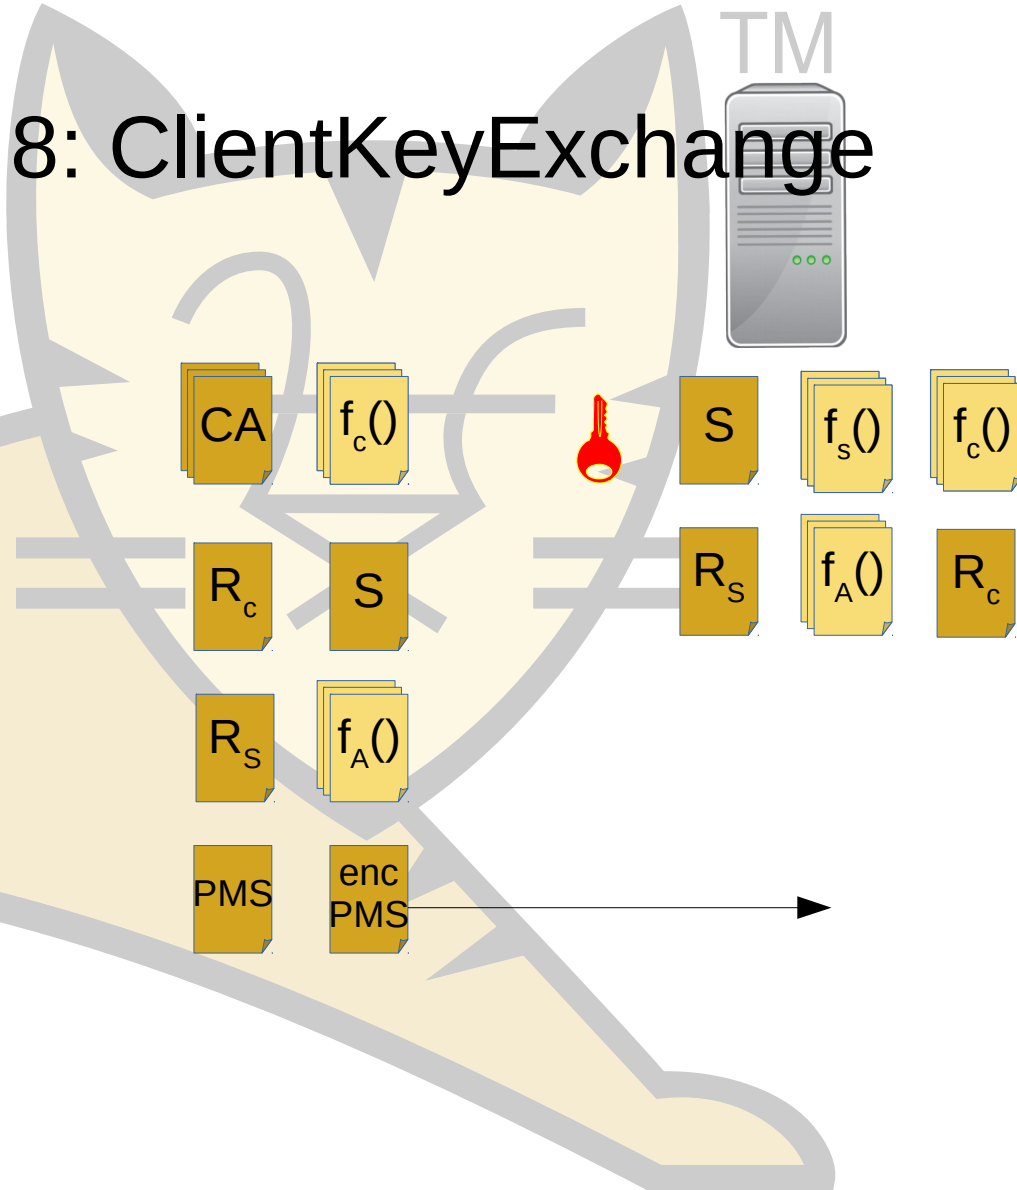 TM
8: ClientKeyExchange
CA
fc()
S
fs()
fc()
Rc
S
RS
fA()
Rc
RS
fA()
PMS
enc
PMS